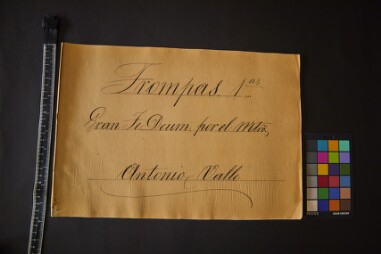 Trompas 1.as
Gran Te Deum por el Mtro,
Antonio Valle